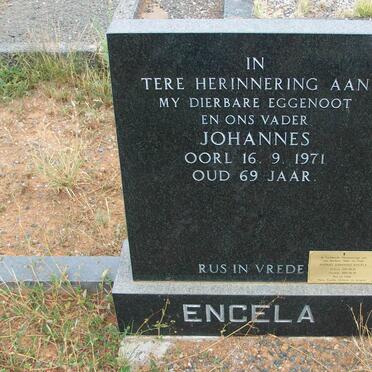 IN
TERE HERINNERING AAN
MY DIERBARE EGGENOOT
EN ONS VADER
JOHANNES
OORL 16. 9. 1971
OUD 69 JAAR.
RUS IN VREDE
ENCELA